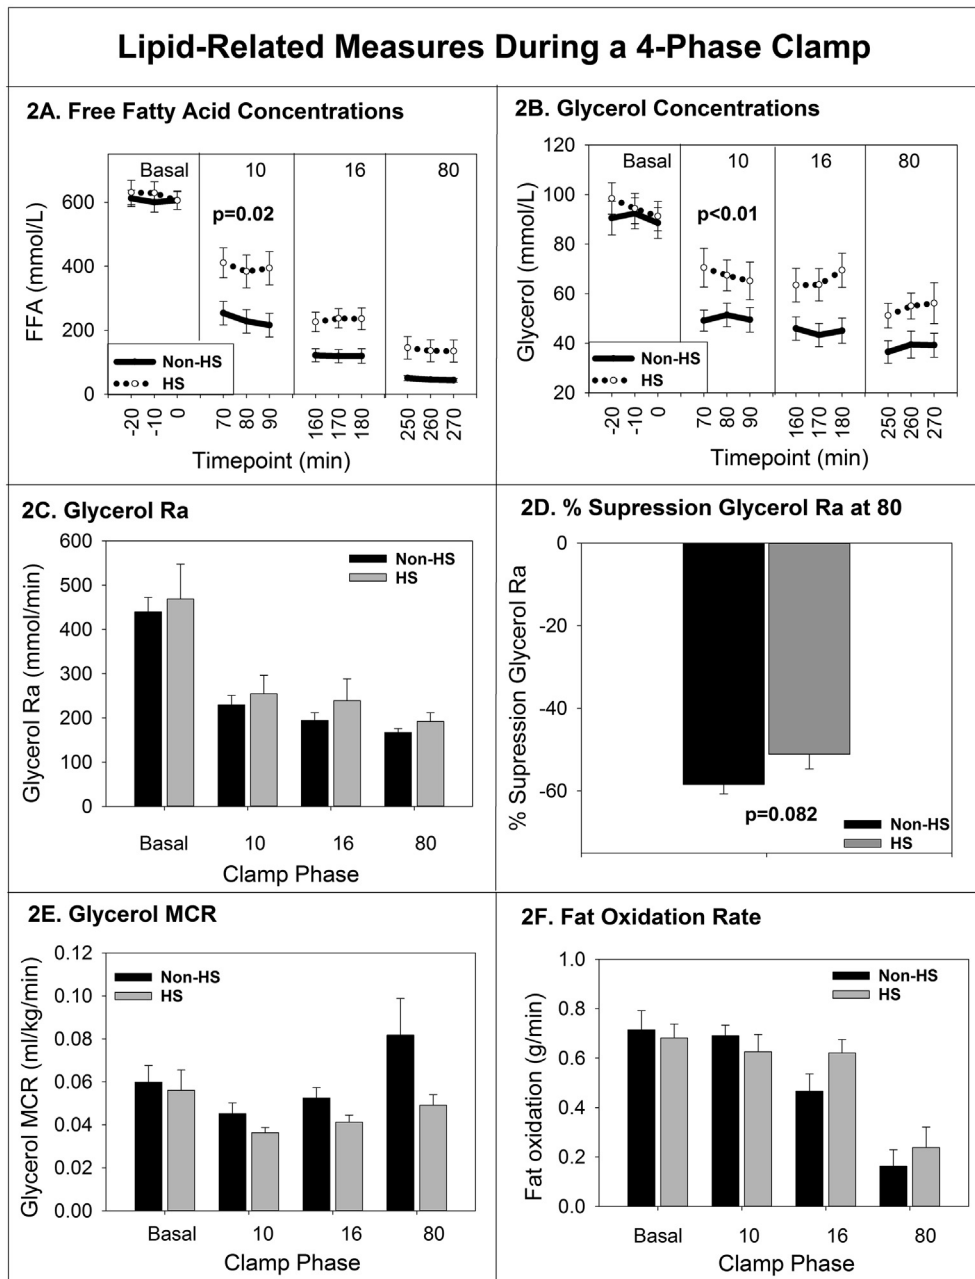 Lipid-Related Measures During a 4-Phase Clamp
2A. Free Fatty Acid Concentrations
Basal 10 16 80
p=0.02
FFA (mmol/L)
600
400
200
0
Non-HS
HS
-20 -10 0 70 80 90 160 170 180 250 260 270
Timepoint (min)
2B. Glycerol Concentrations
Basal 10 16 80
p<0.01
Glycerol (mmol/L)
120
100
80
60
40
20
Non-HS
HS
-20 -10 0 70 80 90 160 170 180 250 260 270
Timepoint (min)
2C. Glycerol Ra
Glycerol Ra (mmol/min)
600
500
400
300
200
100
0
Non-HS
HS
Basal 10 16 80
Clamp Phase
2D. % Supression Glycerol Ra at 80
% Supression Glycerol Ra
0
-20
-40
-60
p=0.082
Non-HS
HS
2E. Glycerol MCR
Glycerol MCR (ml/kg/min)
0.12
0.10
0.08
0.06
0.04
0.02
0.00
Non-HS
HS
Basal 10 16 80
Clamp Phase
2F. Fat Oxidation Rate
Fat oxidation (g/min)
1.0
0.8
0.6
0.4
0.2
0.0
Non-HS
HS
Basal 10 16 80
Clamp Phase